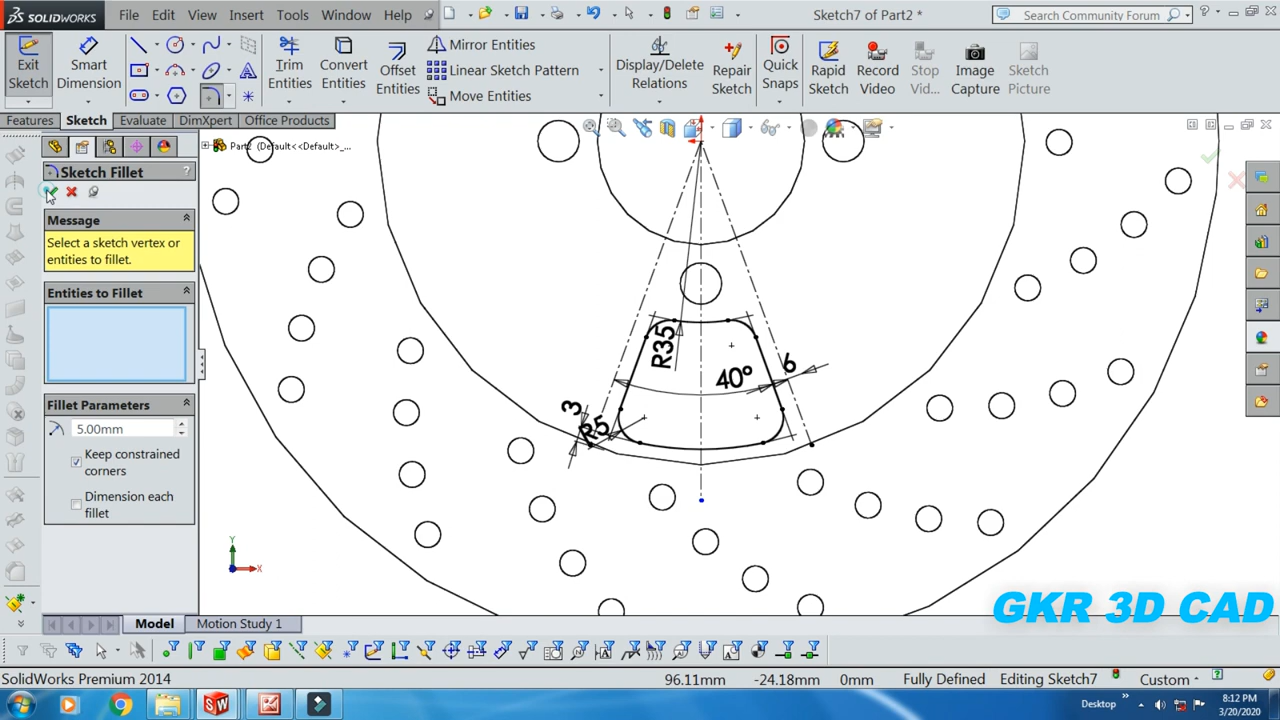 SOLIDWORKS File Edit View Insert Tools Window Help Sketch7 of Part2 * Search Community Forum
Exit Sketch
Smart Dimension
Trim Entities
Convert Entities
Offset Entities
Mirror Entities
Linear Sketch Pattern
Move Entities
Display/Delete Relations
Repair Sketch
Quick Snaps
Rapid Sketch
Record Video
Stop Vid...
Image Capture
Sketch Picture
Features Sketch Evaluate DimXpert Office Products
Part2 (Default<<Default>_...
Sketch Fillet ?
Message
Select a sketch vertex or
entities to fillet.
Entities to Fillet
Fillet Parameters
5.00mm
Keep constrained
corners
Dimension each
fillet
R35
40°
6
3
R5
Y
X
GKR 3D CAD
Model Motion Study 1
SolidWorks Premium 2014 96.11mm -24.18mm 0mm Fully Defined Editing Sketch7 Custom
Desktop
8:12 PM
3/20/2020